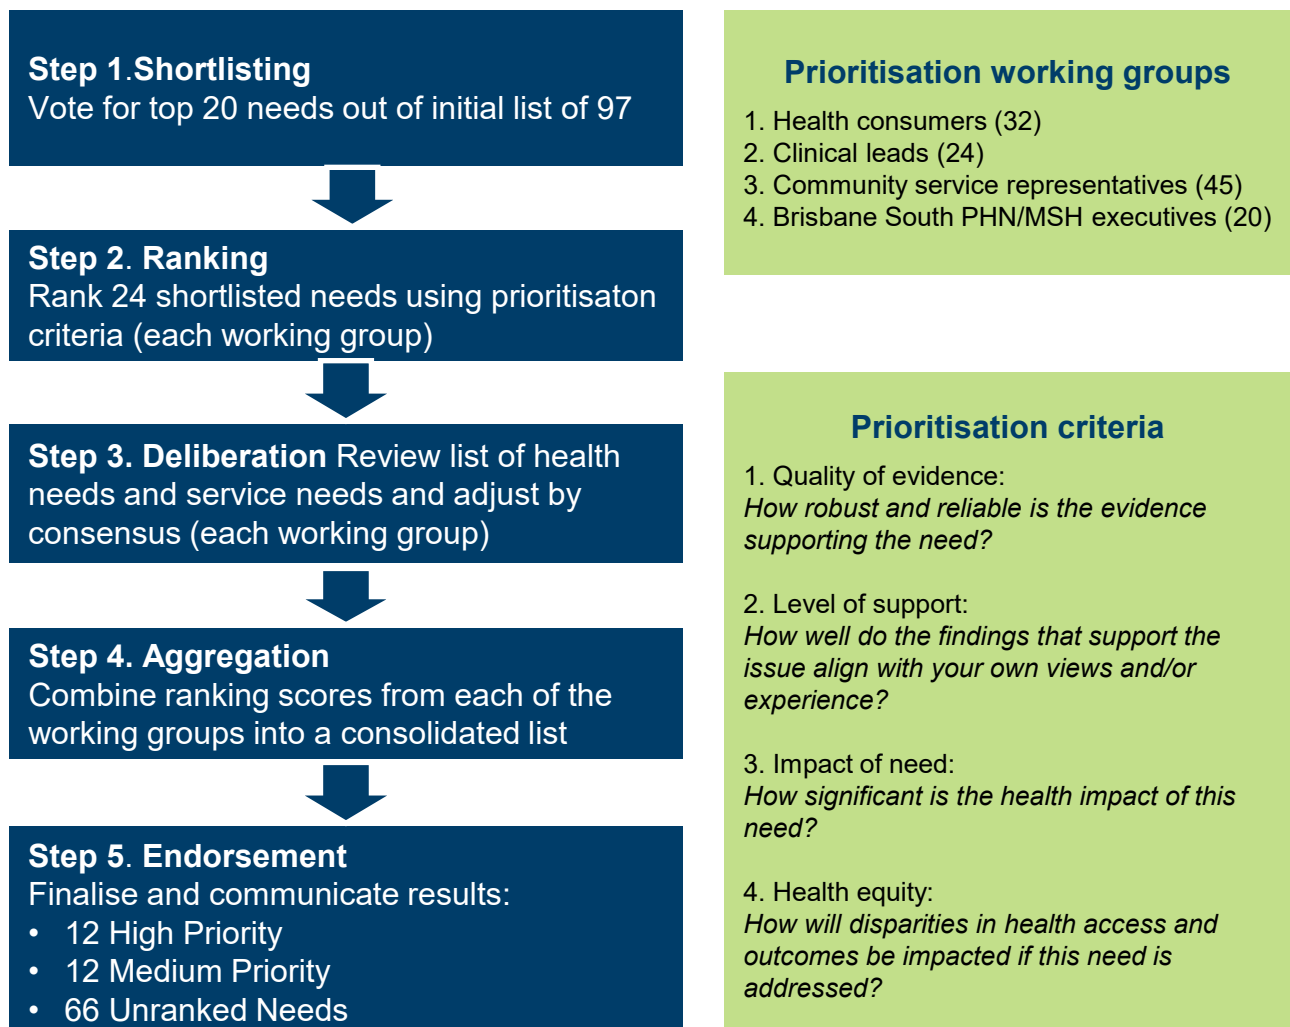 Step 1.Shortlisting
Vote for top 20 needs out of initial list of 97
Step 2. Ranking
Rank 24 shortlisted needs using prioritisaton
criteria (each working group)
Step 3. Deliberation Review list of health
needs and service needs and adjust by
consensus (each working group)
Step 4. Aggregation
Combine ranking scores from each of the
working groups into a consolidated list
Step 5. Endorsement
Finalise and communicate results:
• 12 High Priority
• 12 Medium Priority
• 66 Unranked Needs
Prioritisation working groups
1. Health consumers (32)
2. Clinical leads (24)
3. Community service representatives (45)
4. Brisbane South PHN/MSH executives (20)
Prioritisation criteria
1. Quality of evidence:
How robust and reliable is the evidence
supporting the need?
2. Level of support:
How well do the findings that support the
issue align with your own views and/or
experience?
3. Impact of need:
How significant is the health impact of this
need?
4. Health equity:
How will disparities in health access and
outcomes be impacted if this need is
addressed?